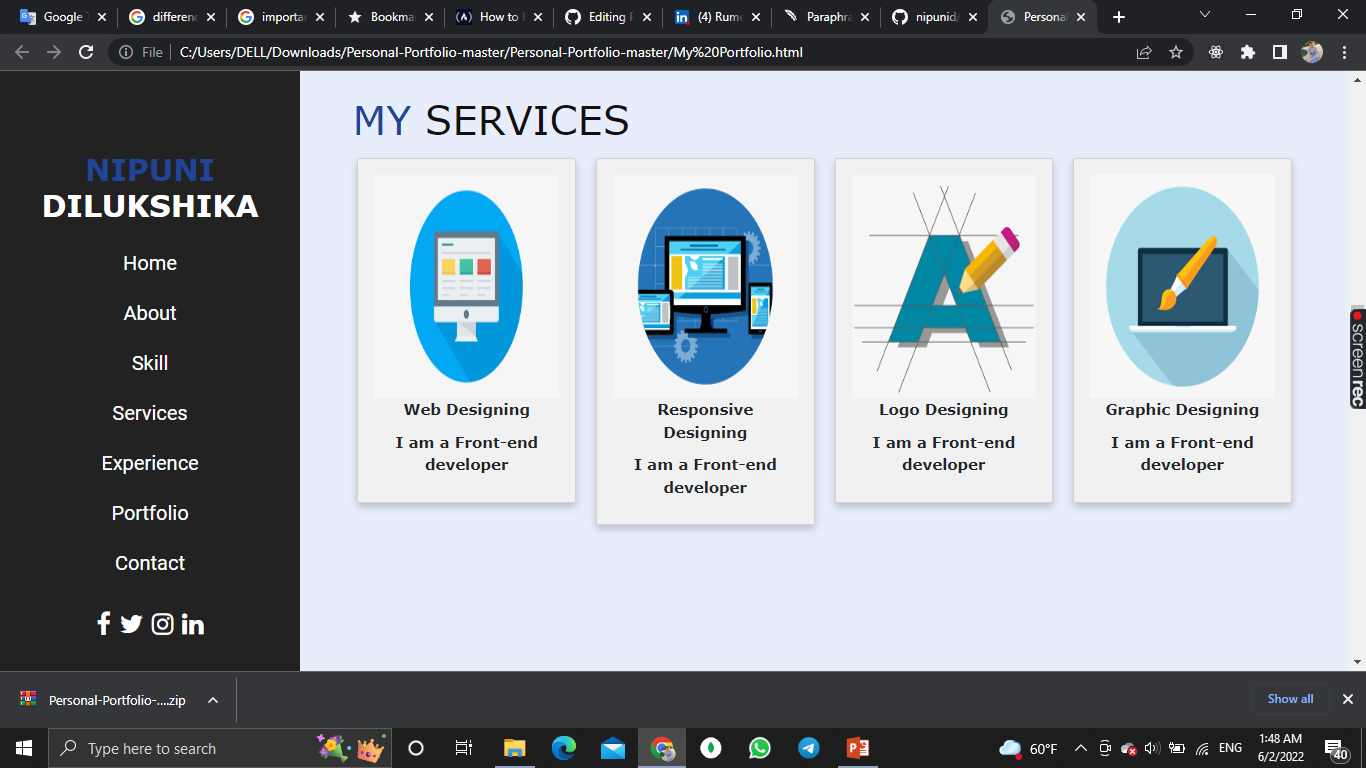 Google T
differenc
importan
Bookma
How to l
Editing P
(4) Rume
Paraphra
nipunid/
Personal
File
C:/Users/DELL/Downloads/Personal-Portfolio-master/Personal-Portfolio-master/My%20Portfolio.html
NIPUNI
DILUKSHIKA
Home
About
Skill
Services
Experience
Portfolio
Contact
MY SERVICES
Web Designing
I am a Front-end
developer
Responsive
Designing
I am a Front-end
developer
Logo Designing
I am a Front-end
developer
Graphic Designing
I am a Front-end
developer
screenrec
Personal-Portfolio-....zip
Show all
Type here to search
60°F
ENG
1:48 AM
6/2/2022
40